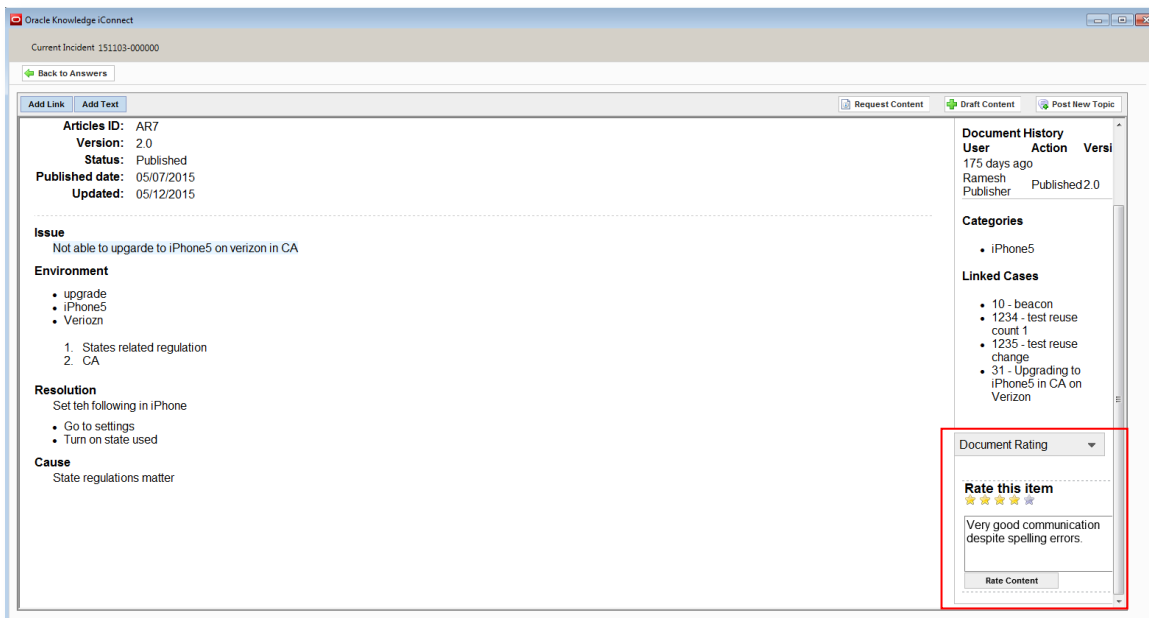 Oracle Knowledge iConnect
Current Incident 151103-000000
Back to Answers
Add Link Add Text Request Content Draft Content Post New Topic
Articles ID: AR7
Version: 2.0
Status: Published
Published date: 05/07/2015
Updated: 05/12/2015
Issue
Not able to upgarde to iPhone5 on verizon in CA
Environment
• upgrade
• iPhone5
• Veriozn
1. States related regulation
2. CA
Resolution
Set teh following in iPhone
• Go to settings
• Turn on state used
Cause
State regulations matter
Document History
User Action Versi
175 days ago
Ramesh
Publisher Published 2.0
Categories
• iPhone5
Linked Cases
• 10 - beacon
• 1234 - test reuse
count 1
• 1235 - test reuse
change
• 31 - Upgrading to
iPhone5 in CA on
Verizon
Document Rating
Rate this item
Very good communication
despite spelling errors.
Rate Content